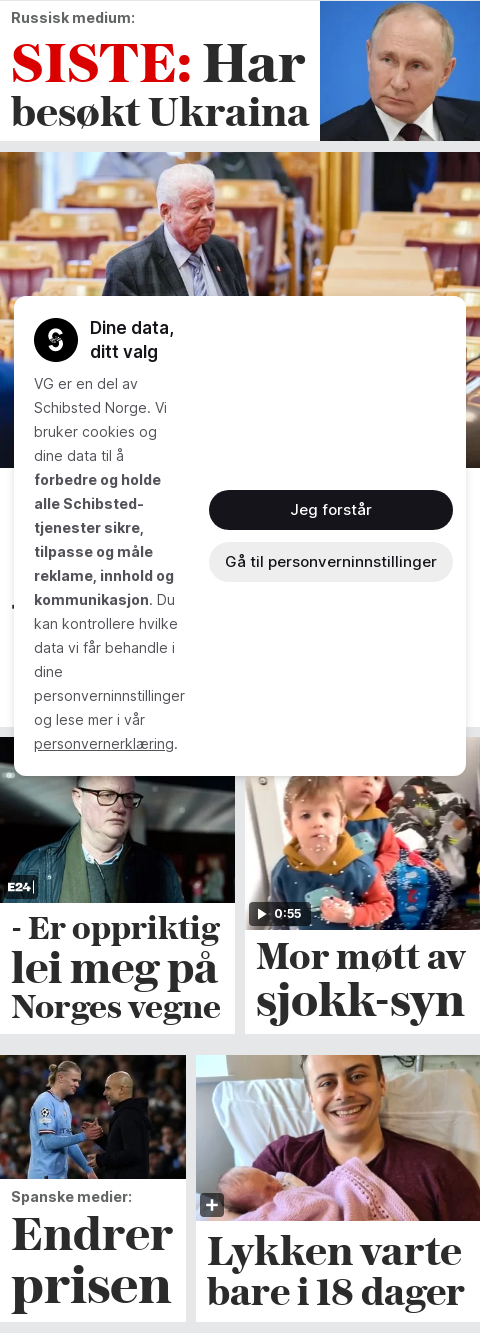 Russisk medium:
SISTE: Har
besøkt Ukraina
Dine data,
ditt valg
VG er en del av
Schibsted Norge. Vi
bruker cookies og
dine data til å
forbedre og holde
alle Schibsted-
tjenester sikre,
tilpasse og måle
reklame, innhold og
kommunikasjon. Du
kan kontrollere hvilke
data vi får behandle i
dine
personverninnstillinger
og lese mer i vår
personvernerklæring.
Jeg forstår
Gå til personverninnstillinger
E24
0:55
- Er oppriktig
lei meg på
Norges vegne
Mor møtt av
sjokk-syn
Spanske medier:
Endrer
prisen
Lykken varte
bare i 18 dager